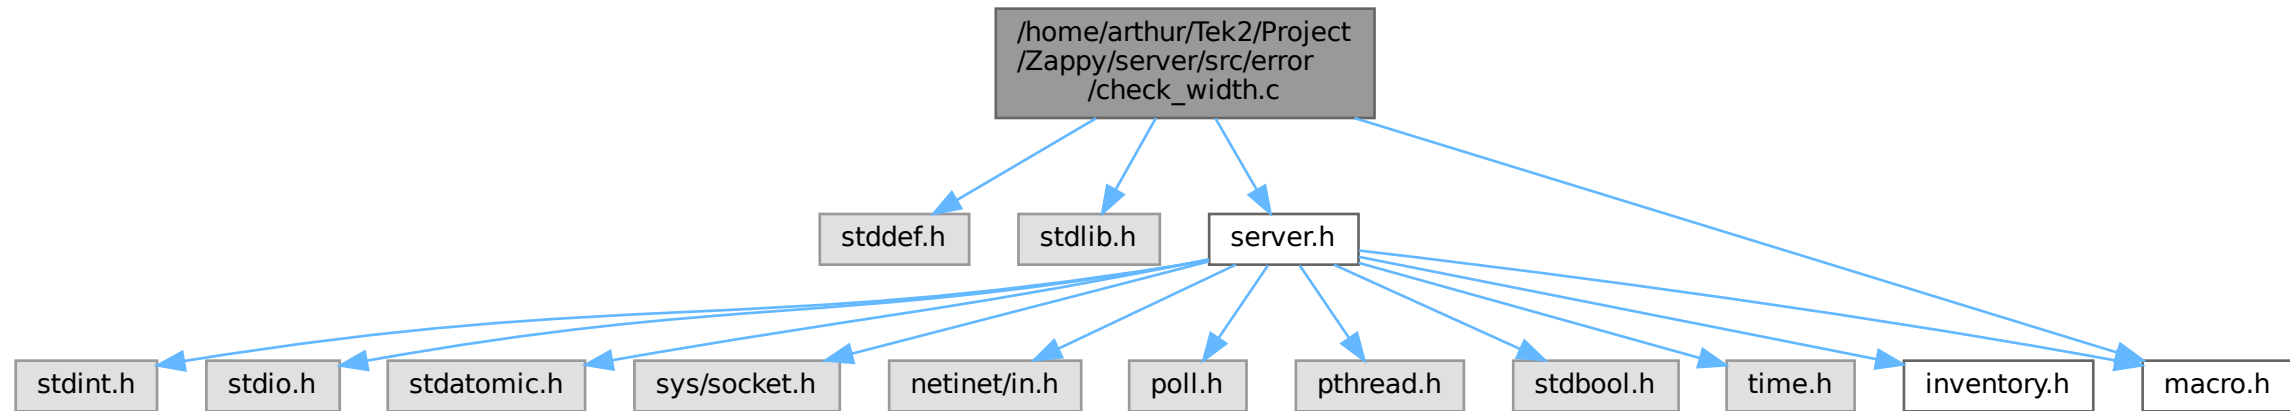 /home/arthur/Tek2/Project
/Zappy/server/src/error
/check_width.c
stddef.h
stdlib.h
server.h
stdint.h
stdio.h
stdatomic.h
sys/socket.h
netinet/in.h
poll.h
pthread.h
stdbool.h
time.h
inventory.h
macro.h